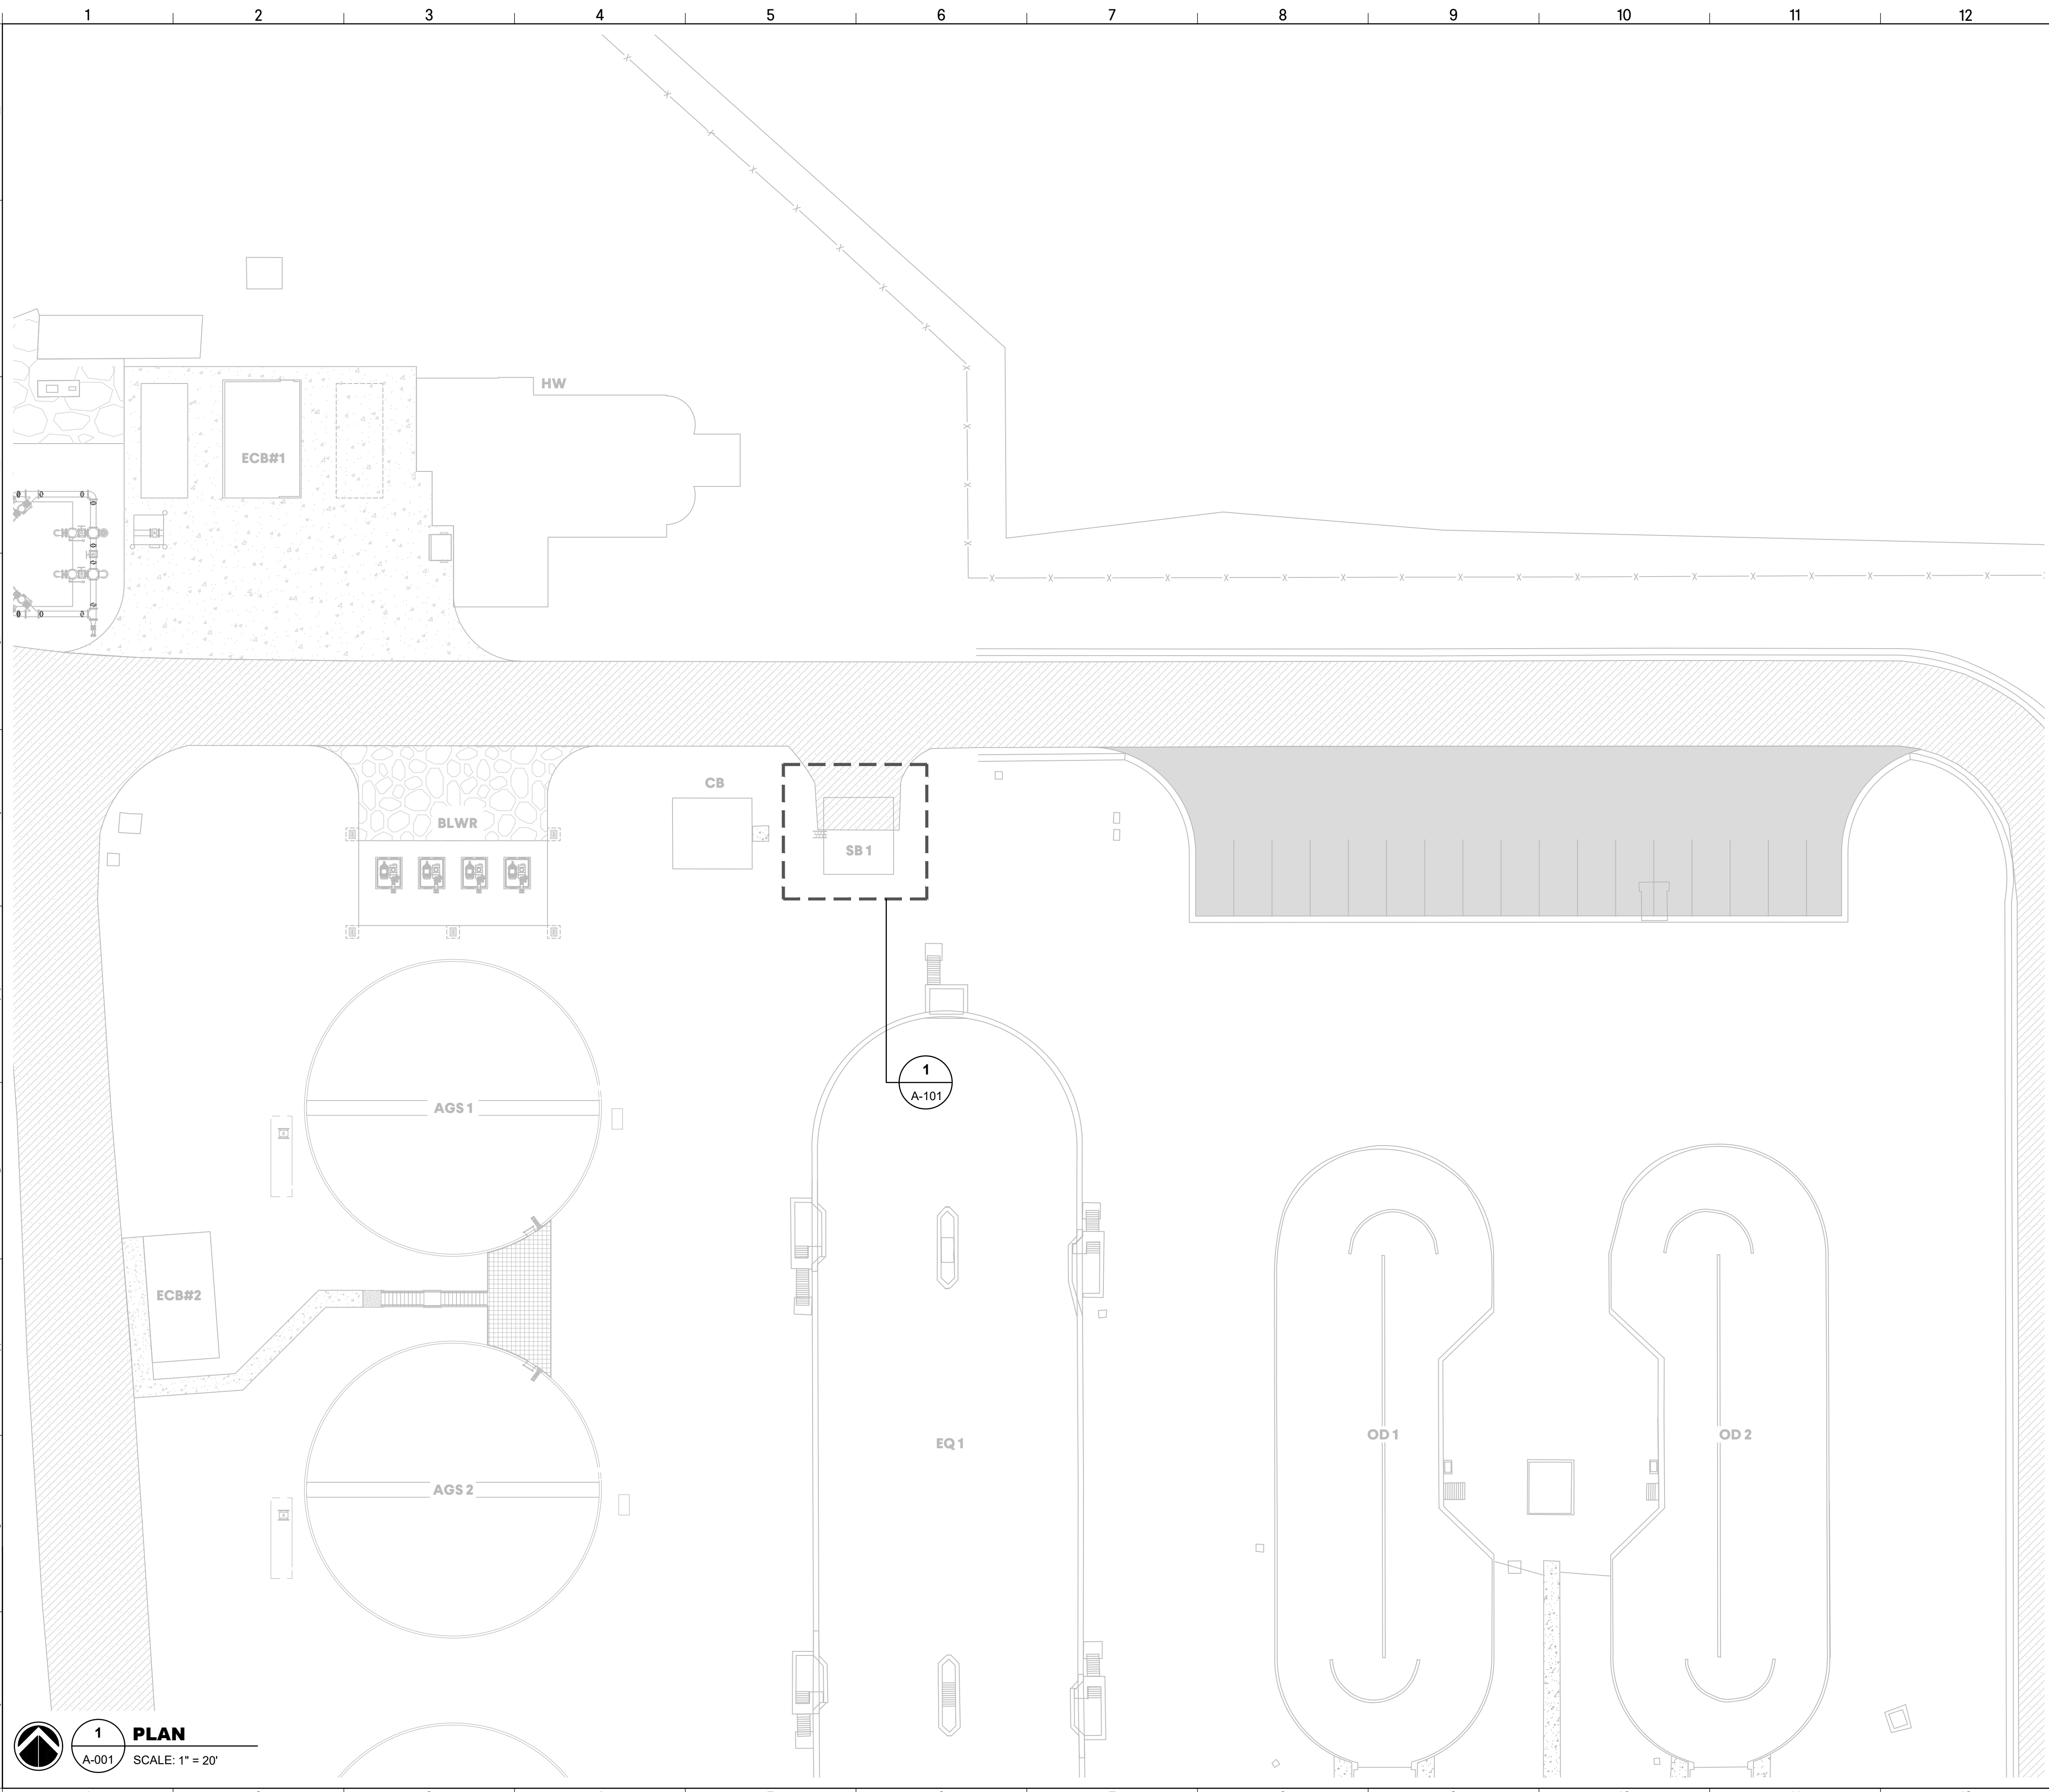 1 2 3 4 5 6 7 8 9 10 11 12
HW
ECB#1
CB
BLWR
SB 1
1
A-101
AGS 1
ECB#2
EQ 1
OD 1
OD 2
AGS 2
1
PLAN
A-001
SCALE: 1" = 20'